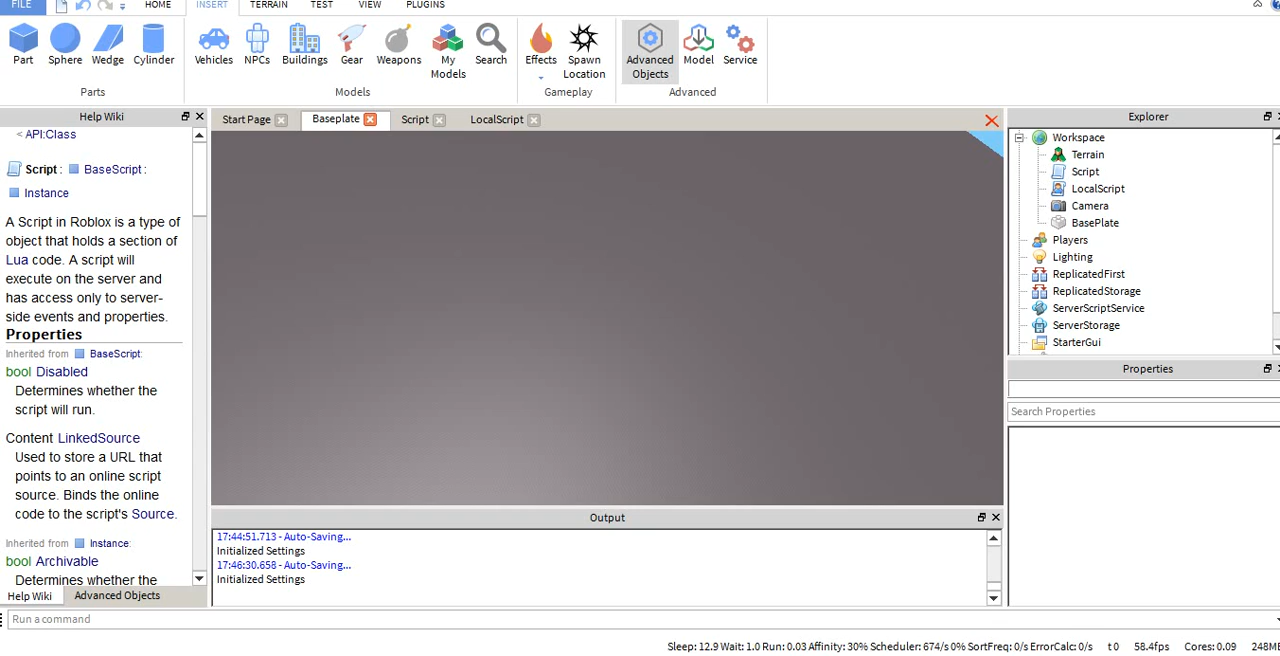 FILE HOME INSERT TERRAIN TEST VIEW PLUGINS
Part Sphere Wedge Cylinder Vehicles NPCs Buildings Gear Weapons My Models Search Effects Spawn Location Advanced Objects Model Service
Parts Models Gameplay Advanced
Help Wiki
< API:Class
Script : BaseScript :
Instance
A Script in Roblox is a type of
object that holds a section of
Lua code. A script will
execute on the server and
has access only to server-
side events and properties.
Properties
Inherited from BaseScript:
bool Disabled
Determines whether the
script will run.
Content LinkedSource
Used to store a URL that
points to an online script
source. Binds the online
code to the script's Source.
Inherited from Instance:
bool Archivable
Determines whether the
Help Wiki Advanced Objects
Start Page Baseplate Script LocalScript
Output
17:44:51.713 - Auto-Saving...
Initialized Settings
17:46:30.658 - Auto-Saving...
Initialized Settings
Explorer
Workspace
Terrain
Script
LocalScript
Camera
BasePlate
Players
Lighting
ReplicatedFirst
ReplicatedStorage
ServerScriptService
ServerStorage
StarterGui
Properties
Search Properties
Run a command
Sleep: 12.9 Wait: 1.0 Run: 0.03 Affinity: 30% Scheduler: 674/s 0% SortFreq: 0/s ErrorCalc: 0/s t 0 58.4fps Cores: 0.09 248MB